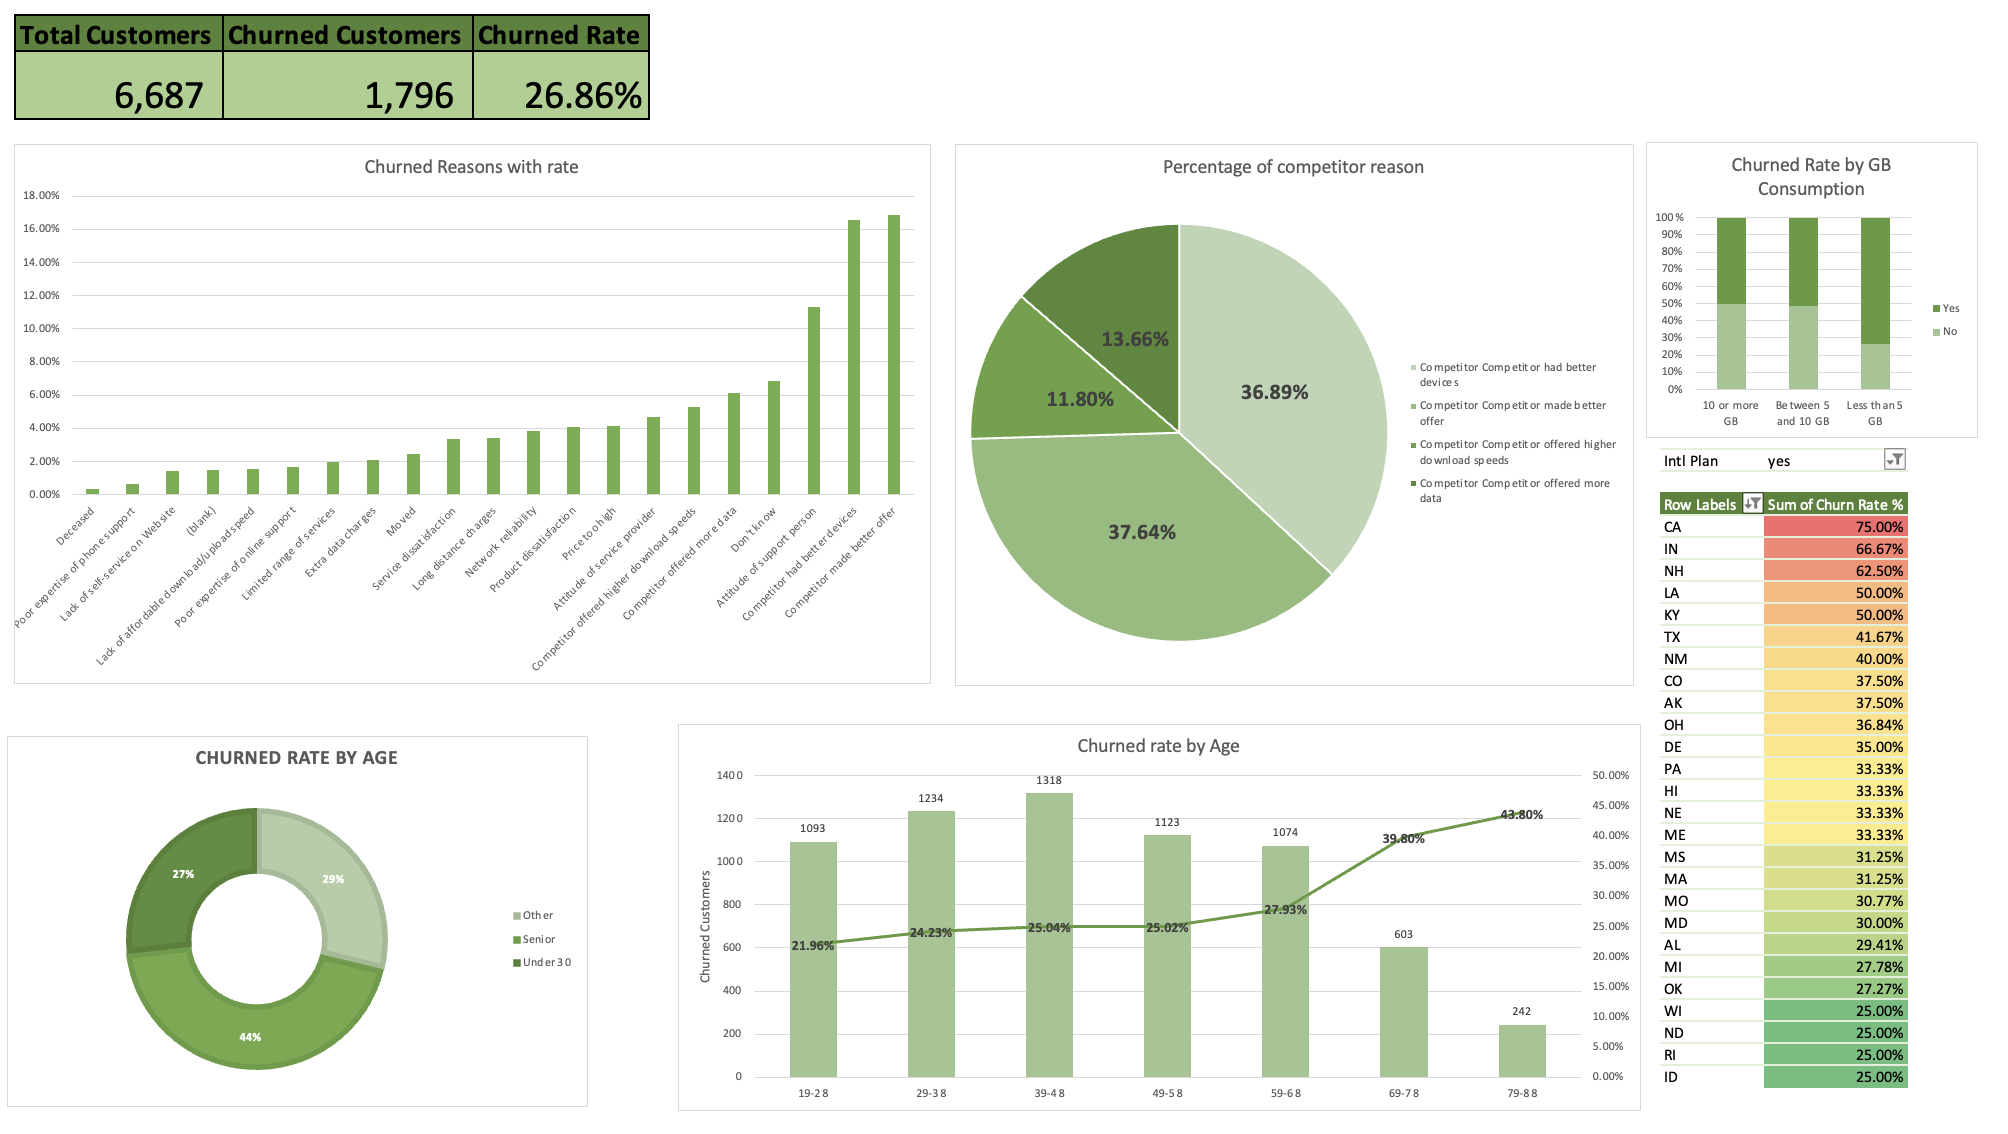 Total Customers Churned Customers Churned Rate
6,687 1,796 26.86%
Churned Reasons with rate
18.00%
16.00%
14.00%
12.00%
10.00%
8.00%
6.00%
4.00%
2.00%
0.00%
Deceased
Poor expertise of phone support
Lack of self-service on Website
(blank)
Lack of affordable download/upload speed
Poor expertise of online support
Limited range of services
Extra data charges
Moved
Service dissatisfaction
Long distance charges
Network reliability
Product dissatisfaction
Price too high
Attitude of service provider
Competitor offered higher download speeds
Competitor offered more data
Don't know
Attitude of support person
Competitor had better devices
Competitor made better offer
Percentage of competitor reason
13.66%
36.89%
11.80%
37.64%
Competitor Competitor had better
devices
Competitor Competitor made better
offer
Competitor Competitor offered higher
download speeds
Competitor Competitor offered more
data
Churned Rate by GB
Consumption
100%
90%
80%
70%
60%
50%
40%
30%
20%
10%
0%
10 or more
GB
Between 5
and 10 GB
Less than 5
GB
Yes
No
Intl Plan yes
Row Labels Sum of Churn Rate %
CA 75.00%
IN 66.67%
NH 62.50%
LA 50.00%
KY 50.00%
TX 41.67%
NM 40.00%
CO 37.50%
AK 37.50%
OH 36.84%
DE 35.00%
PA 33.33%
HI 33.33%
NE 33.33%
ME 33.33%
MS 31.25%
MA 31.25%
MO 30.77%
MD 30.00%
AL 29.41%
MI 27.78%
OK 27.27%
WI 25.00%
ND 25.00%
RI 25.00%
ID 25.00%
CHURNED RATE BY AGE
27%
29%
44%
Other
Senior
Under 30
Churned rate by Age
Churned Customers
1400
1200
1000
800
600
400
200
0
1093
1234
1318
1123
1074
603
242
21.96%
24.23%
25.04%
25.02%
27.93%
39.80%
43.80%
50.00%
45.00%
40.00%
35.00%
30.00%
25.00%
20.00%
15.00%
10.00%
5.00%
0.00%
19-28 29-38 39-48 49-58 59-68 69-78 79-88